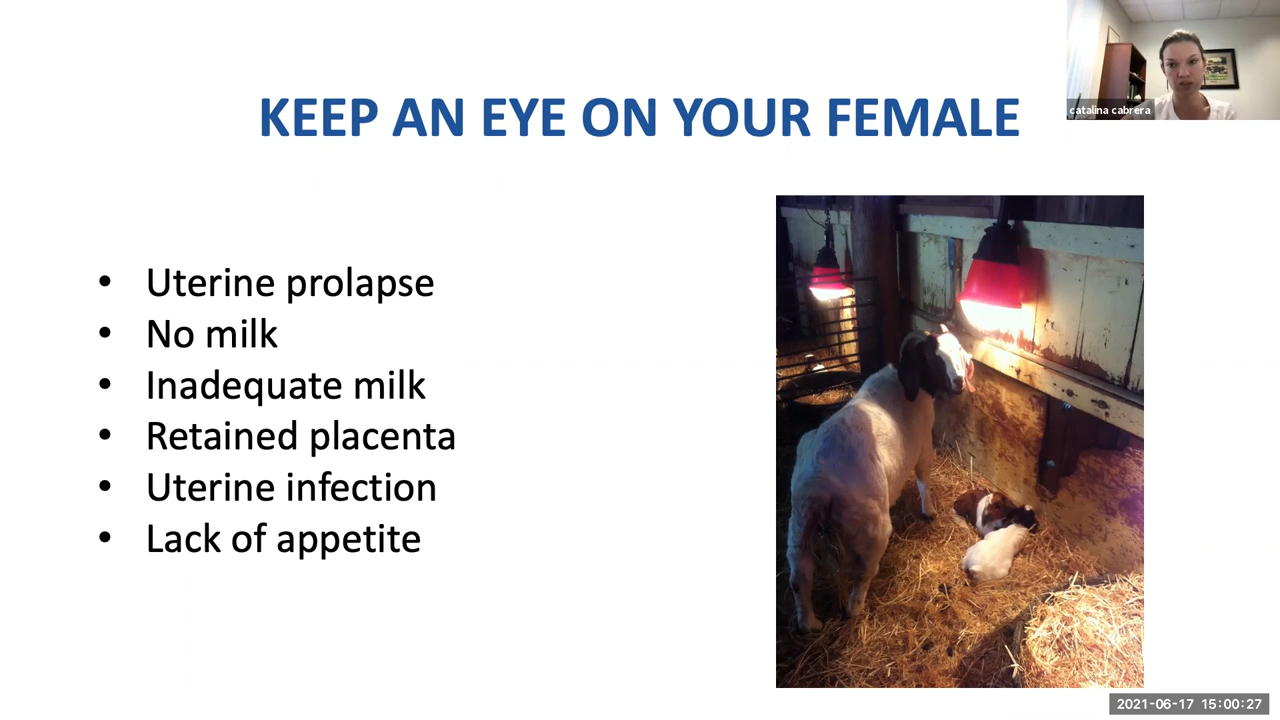 KEEP AN EYE ON YOUR FEMALE
catalina cabrera
• Uterine prolapse
• No milk
• Inadequate milk
• Retained placenta
• Uterine infection
• Lack of appetite
2021-06-17 15:00:27